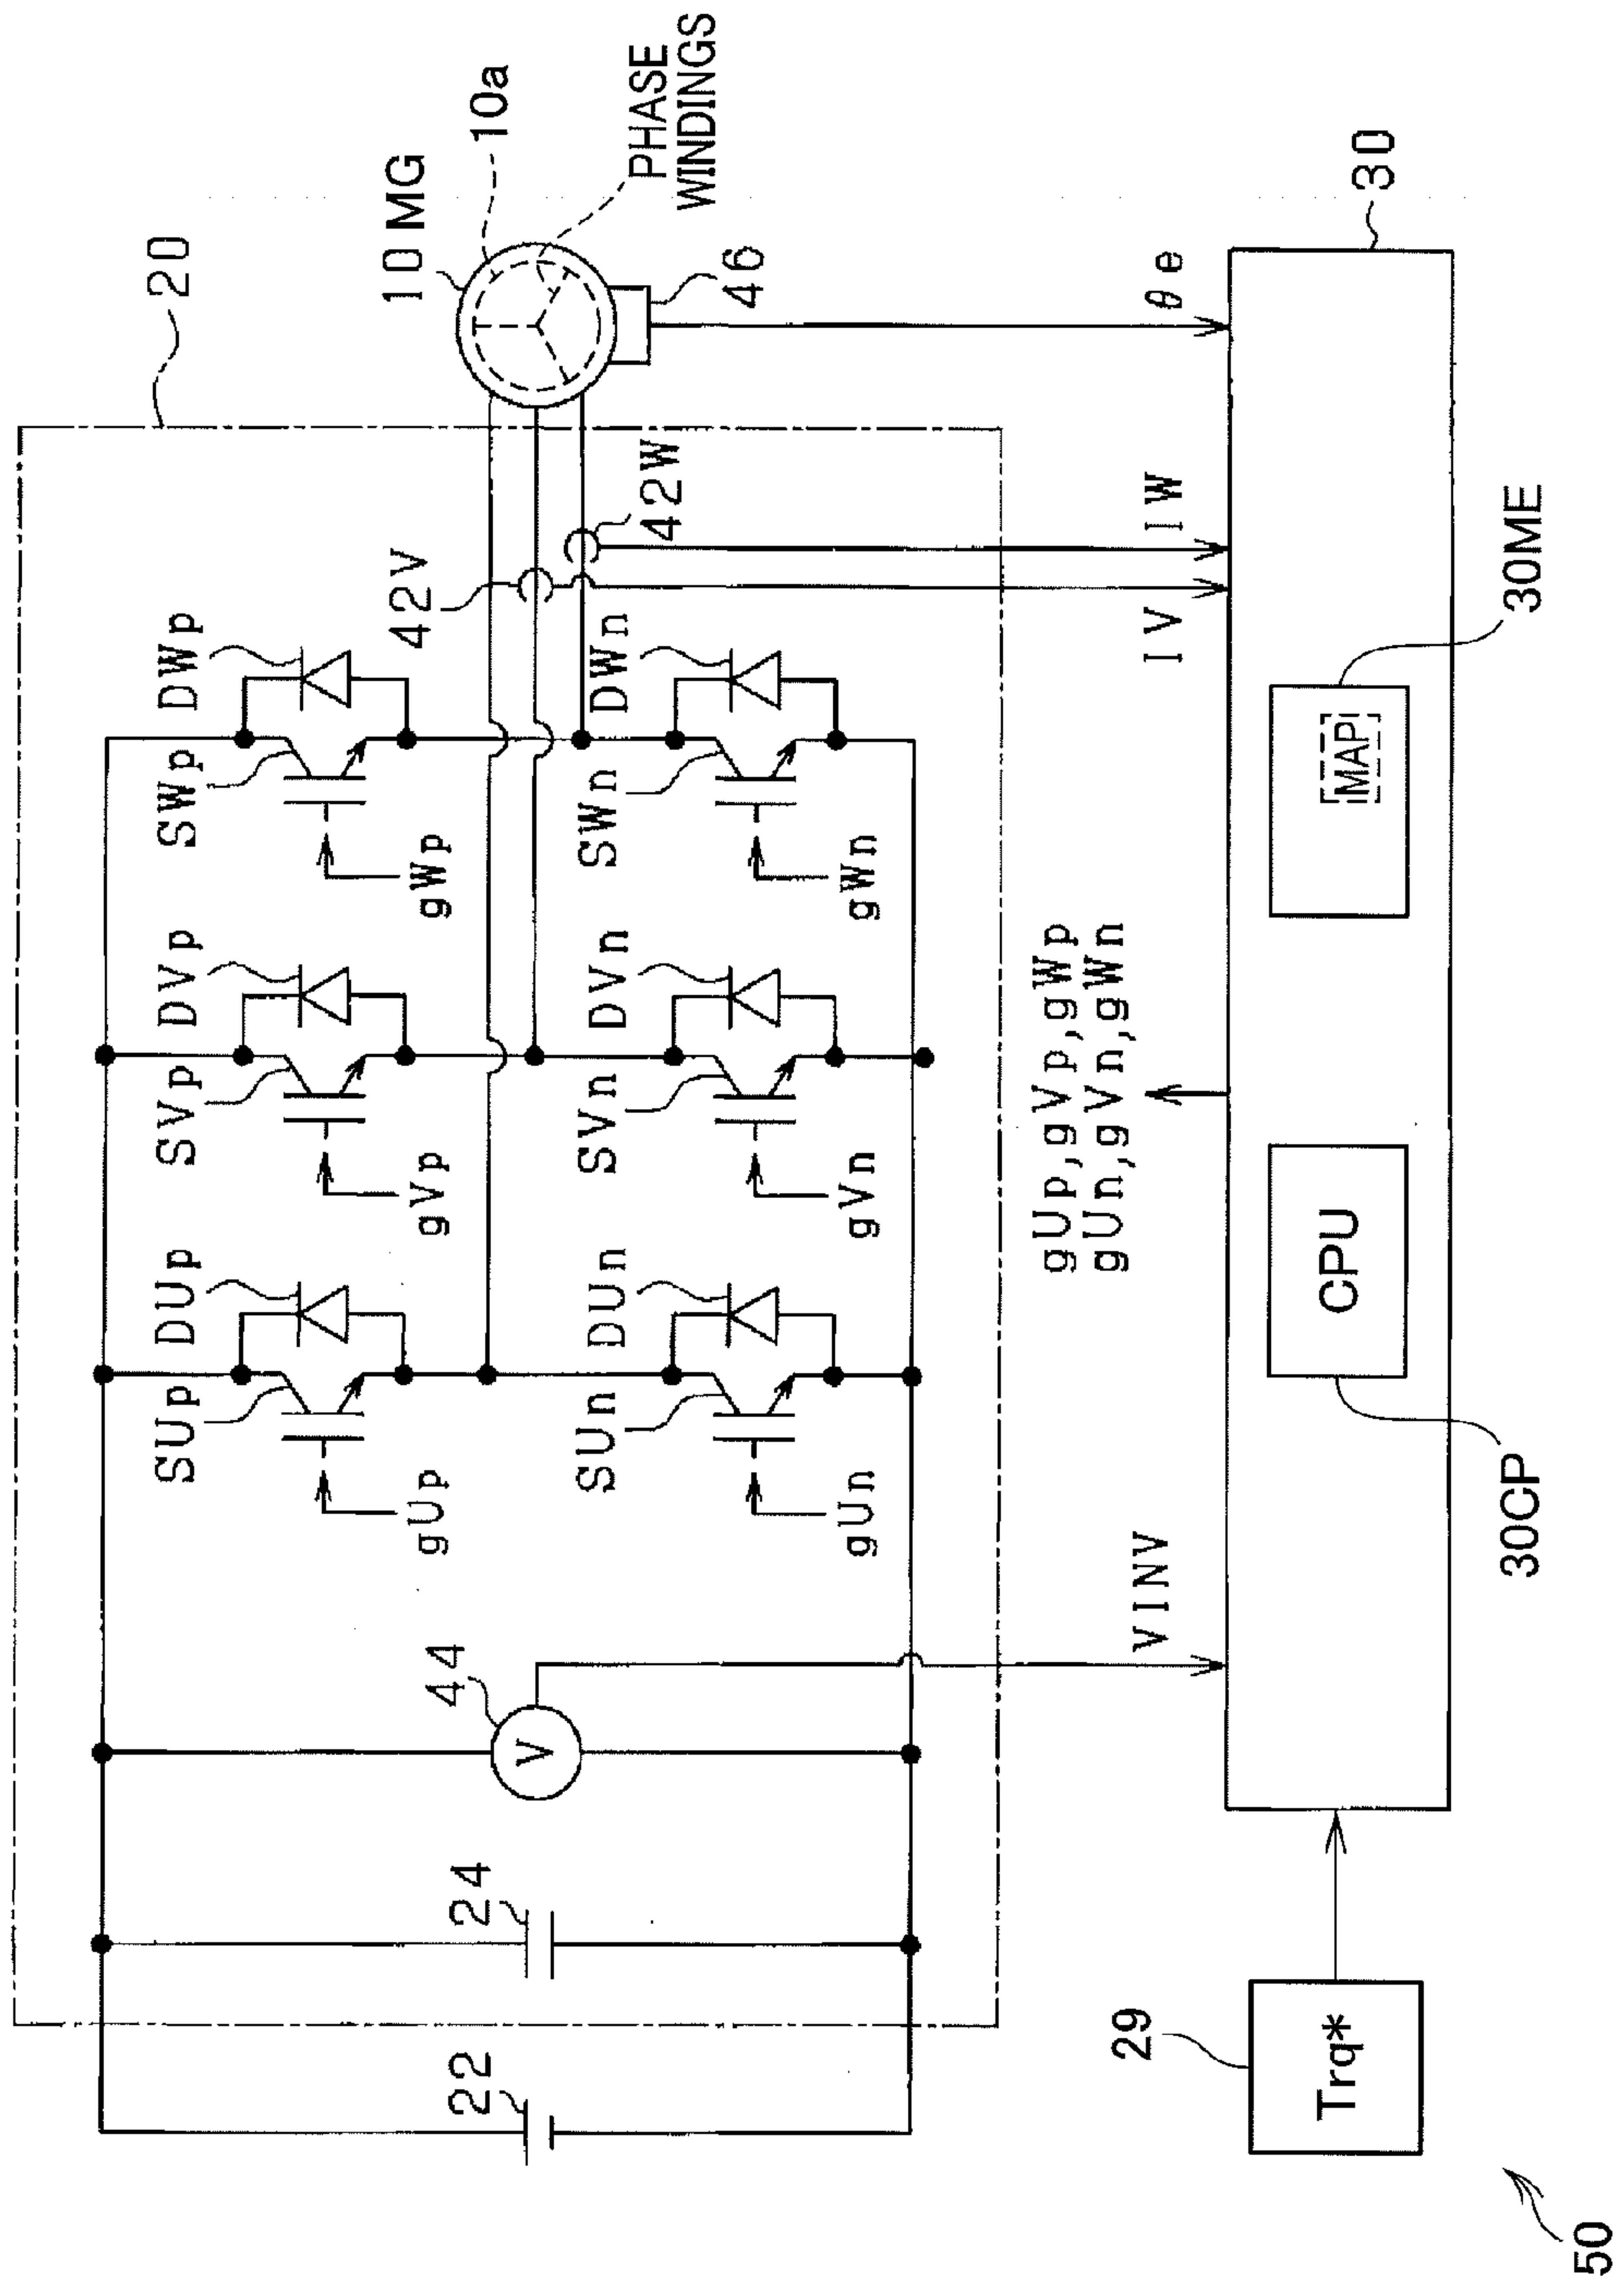 20
10 MG
10a
PHASE
WINDINGS
46
SUp
DUp
SVp
DVp
SWp
DWp
gUp
gVp
gWp
42V
42W
22
24
44
V
SUn
DUn
SVn
DVn
SWn
DWn
gUn
gVn
gWn
gUp,gVp,gWp
gUn,gVn,gWn
VINV
IV
IW
θe
29
Trq*
CPU
MAP
30
30CP
30ME
50